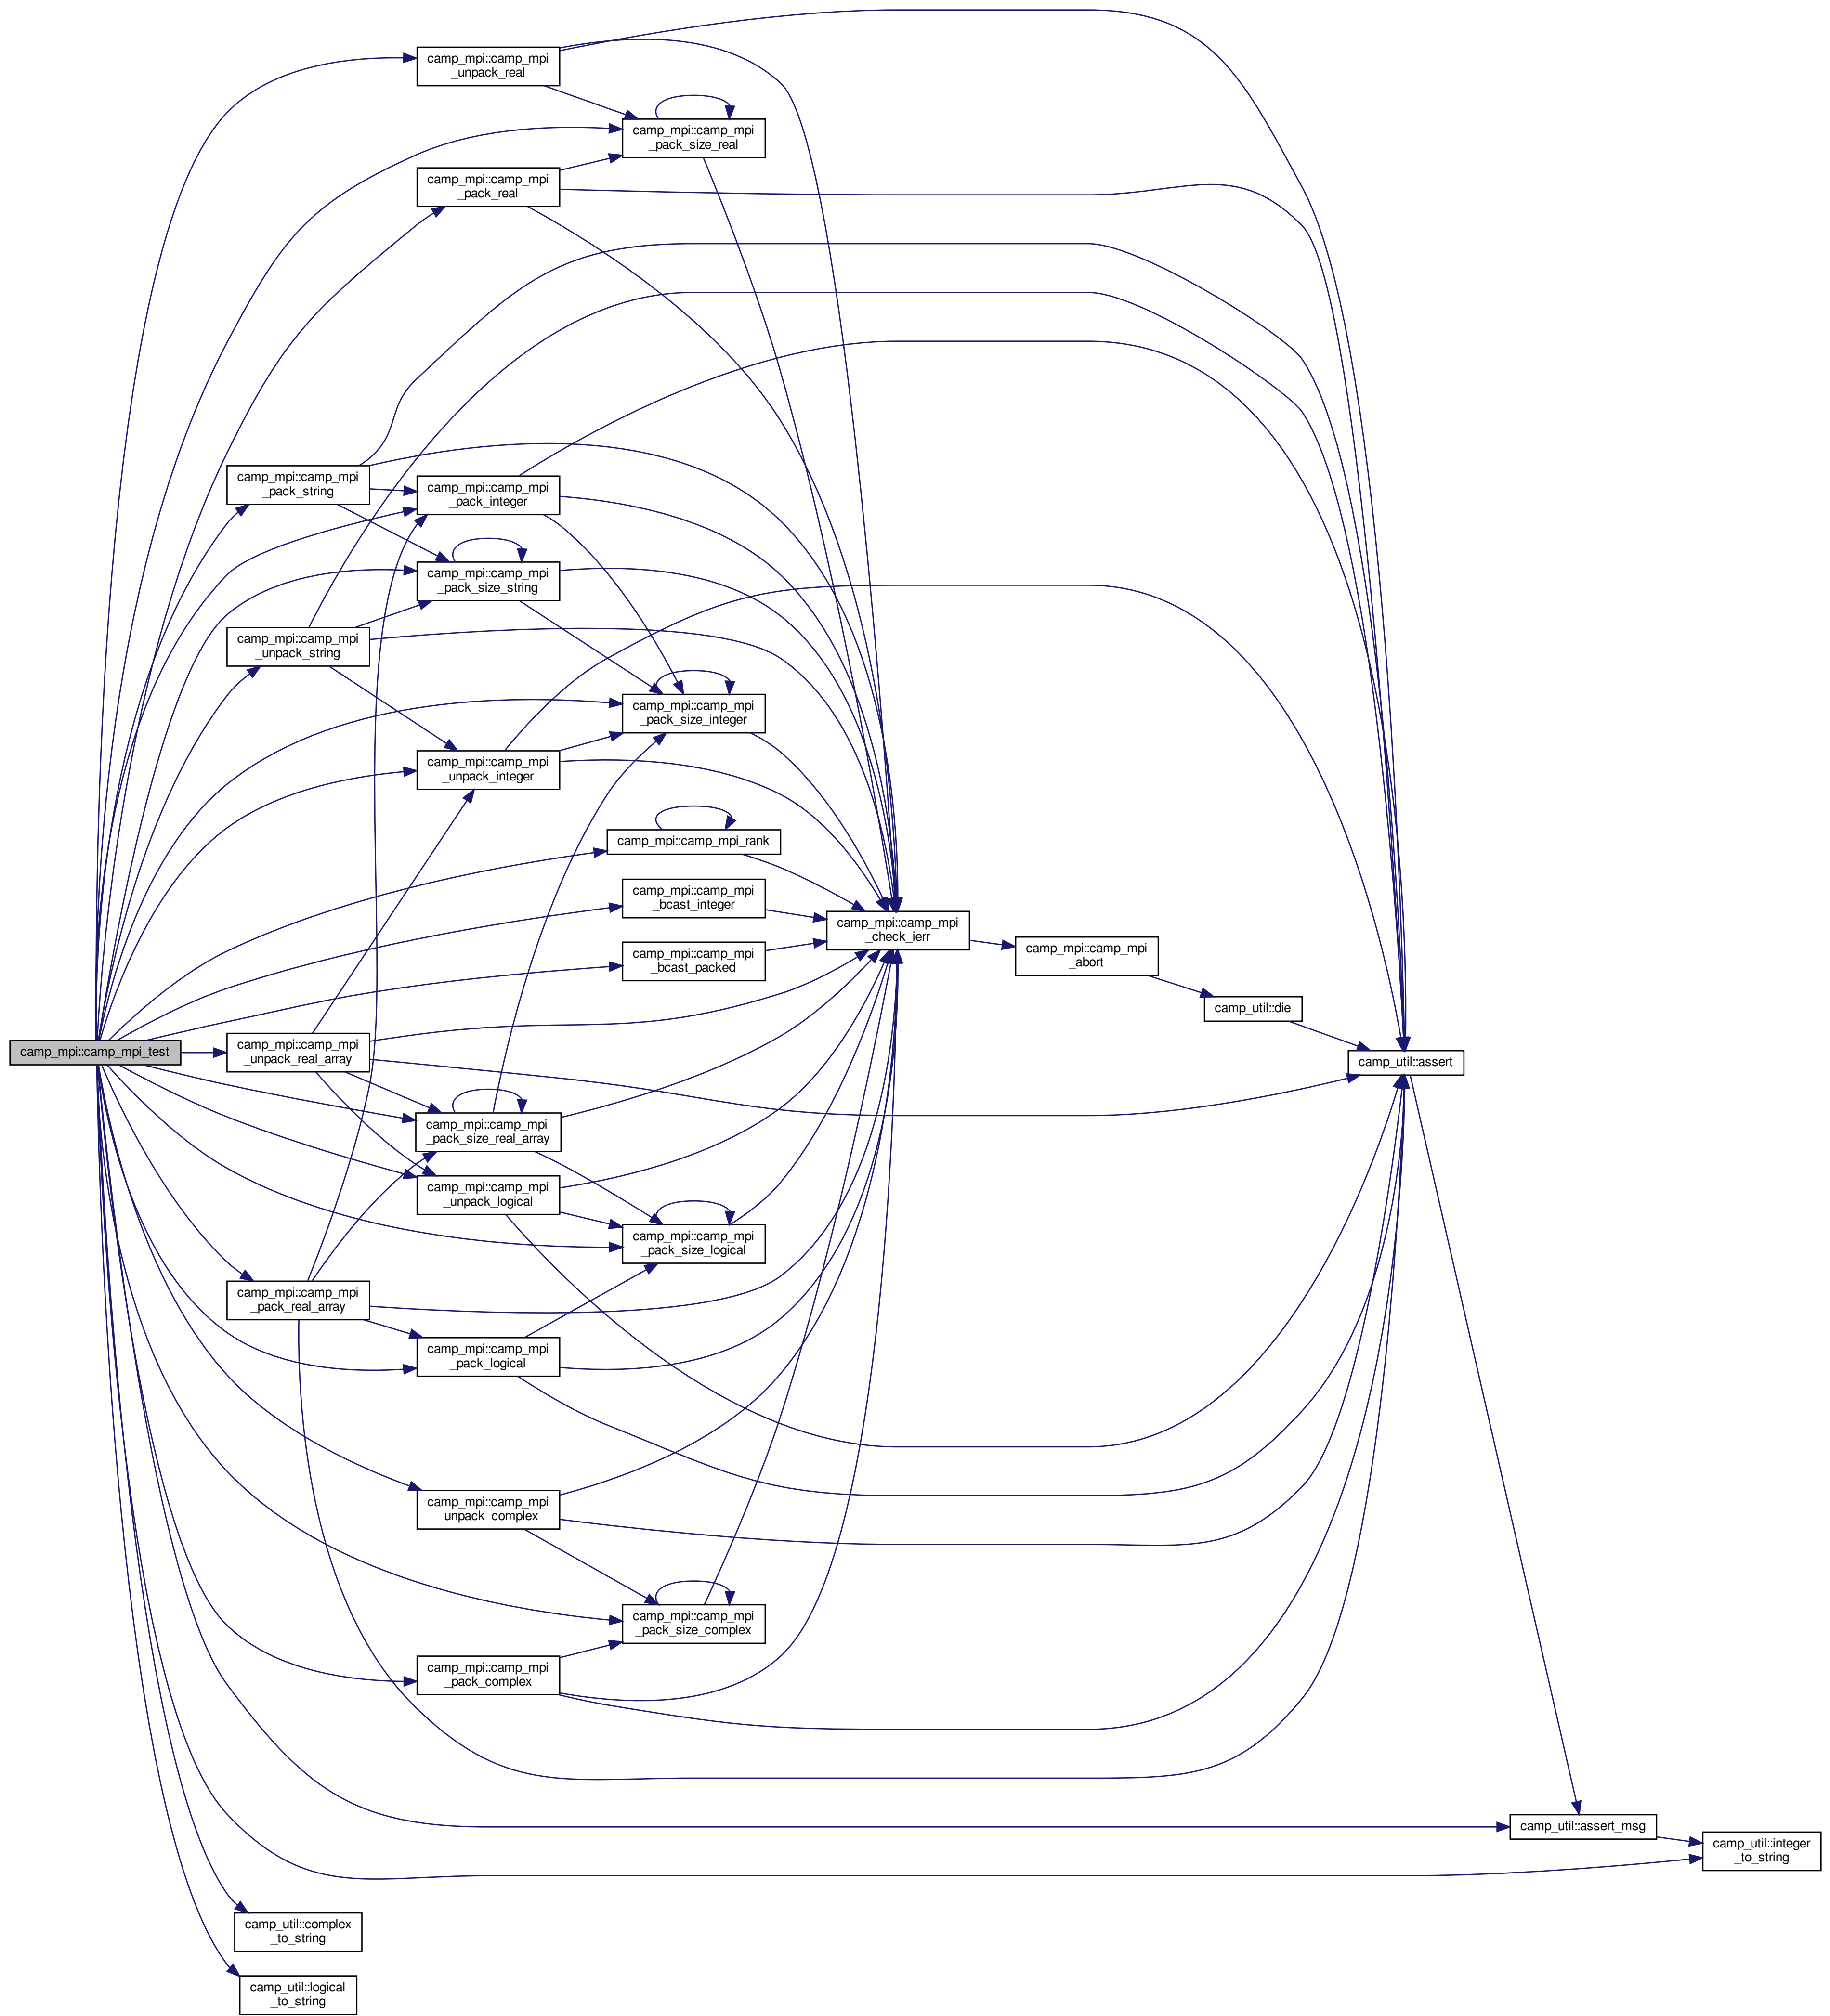 camp_mpi::camp_mpi
_unpack_real
camp_mpi::camp_mpi
_pack_size_real
camp_mpi::camp_mpi
_pack_real
camp_mpi::camp_mpi
_pack_string
camp_mpi::camp_mpi
_pack_integer
camp_mpi::camp_mpi
_pack_size_string
camp_mpi::camp_mpi
_unpack_string
camp_mpi::camp_mpi
_pack_size_integer
camp_mpi::camp_mpi
_unpack_integer
camp_mpi::camp_mpi_rank
camp_mpi::camp_mpi
_bcast_integer
camp_mpi::camp_mpi
_check_ierr
camp_mpi::camp_mpi
_abort
camp_mpi::camp_mpi
_bcast_packed
camp_util::die
camp_mpi::camp_mpi_test
camp_mpi::camp_mpi
_unpack_real_array
camp_util::assert
camp_mpi::camp_mpi
_pack_size_real_array
camp_mpi::camp_mpi
_unpack_logical
camp_mpi::camp_mpi
_pack_size_logical
camp_mpi::camp_mpi
_pack_real_array
camp_mpi::camp_mpi
_pack_logical
camp_mpi::camp_mpi
_unpack_complex
camp_mpi::camp_mpi
_pack_size_complex
camp_mpi::camp_mpi
_pack_complex
camp_util::assert_msg
camp_util::integer
_to_string
camp_util::complex
_to_string
camp_util::logical
_to_string